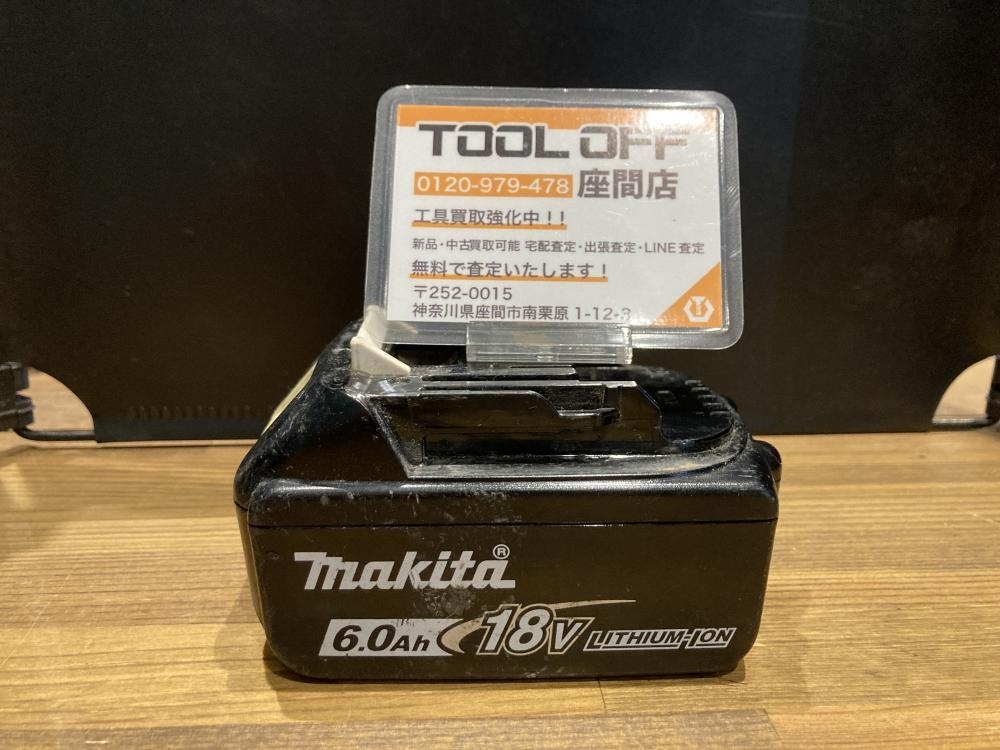 TOOL OFF
0120-979-478 座間店
工具買取強化中!!
新品・中古買取可能 宅配査定・出張査定・LINE査定
無料で査定いたします!
〒252-0015
神奈川県座間市南栗原 1-12-3
makita®
6.0Ah 18V LITHIUM-ION